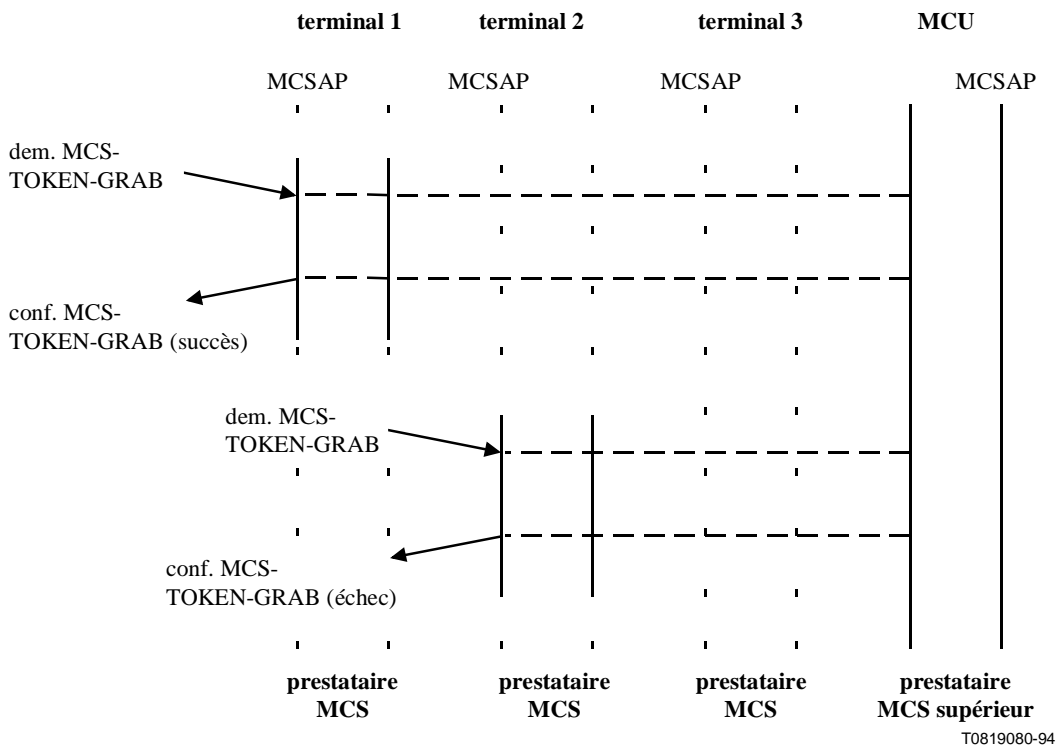 terminal 1 terminal 2 terminal 3 MCU
MCSAP MCSAP MCSAP MCSAP
dem. MCS-
TOKEN-GRAB
conf. MCS-
TOKEN-GRAB (succès)
dem. MCS-
TOKEN-GRAB
conf. MCS-
TOKEN-GRAB (échec)
prestataire prestataire prestataire prestataire
MCS MCS MCS MCS supérieur
T0819080-94